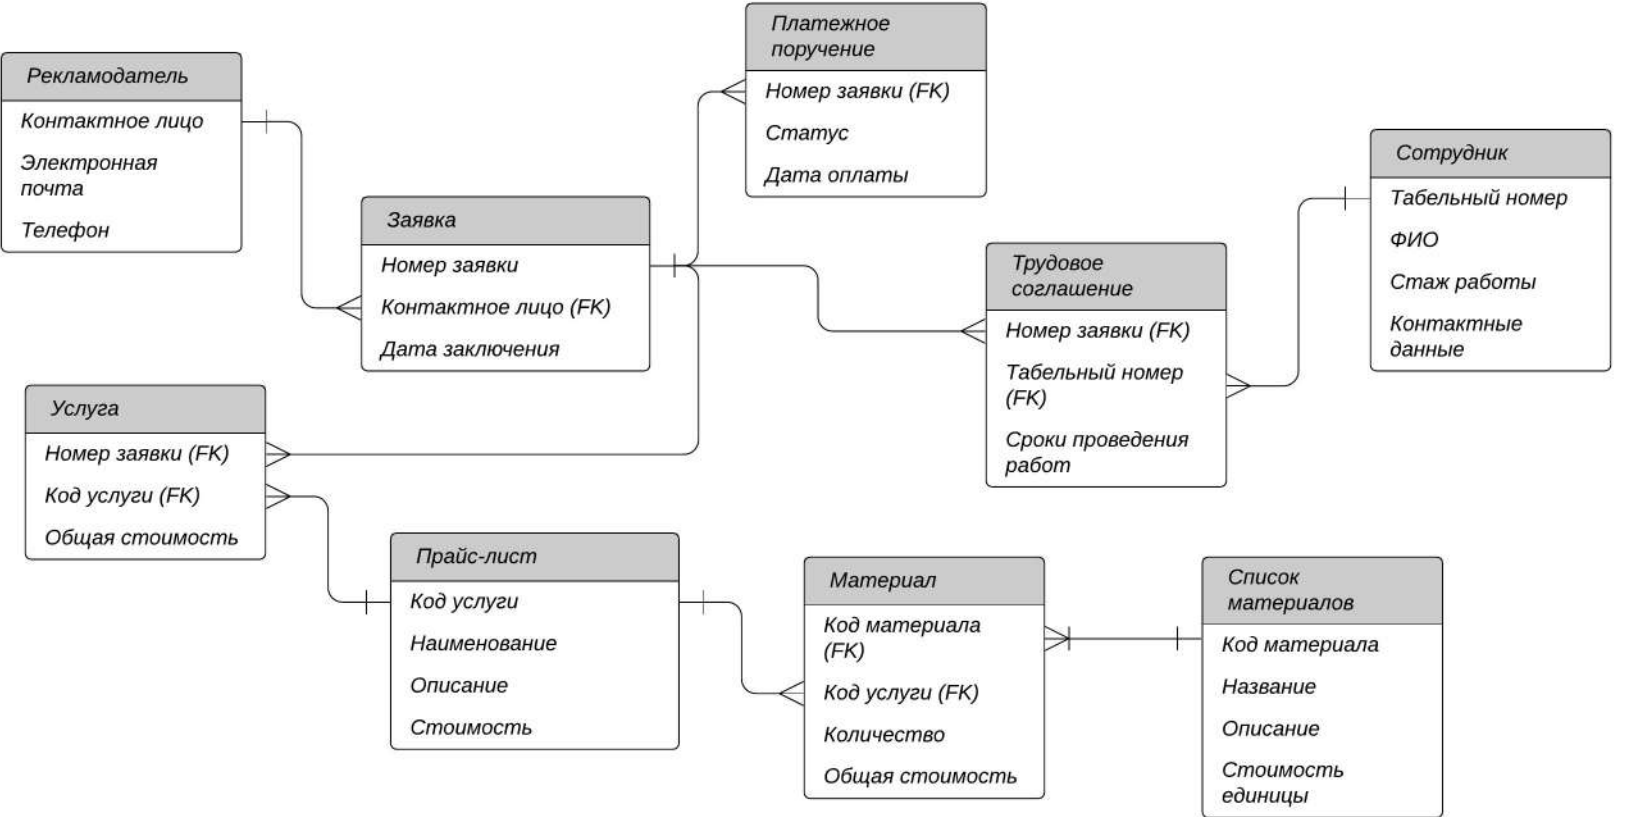 Рекламодатель
Контактное лицо
Электронная
почта
Телефон
Заявка
Номер заявки
Контактное лицо (FK)
Дата заключения
Платежное
поручение
Номер заявки (FK)
Статус
Дата оплаты
Трудовое
соглашение
Номер заявки (FK)
Табельный номер
(FK)
Сроки проведения
работ
Сотрудник
Табельный номер
ФИО
Стаж работы
Контактные
данные
Услуга
Номер заявки (FK)
Код услуги (FK)
Общая стоимость
Прайс-лист
Код услуги
Наименование
Описание
Стоимость
Материал
Код материала
(FK)
Код услуги (FK)
Количество
Общая стоимость
Список
материалов
Код материала
Название
Описание
Стоимость
единицы